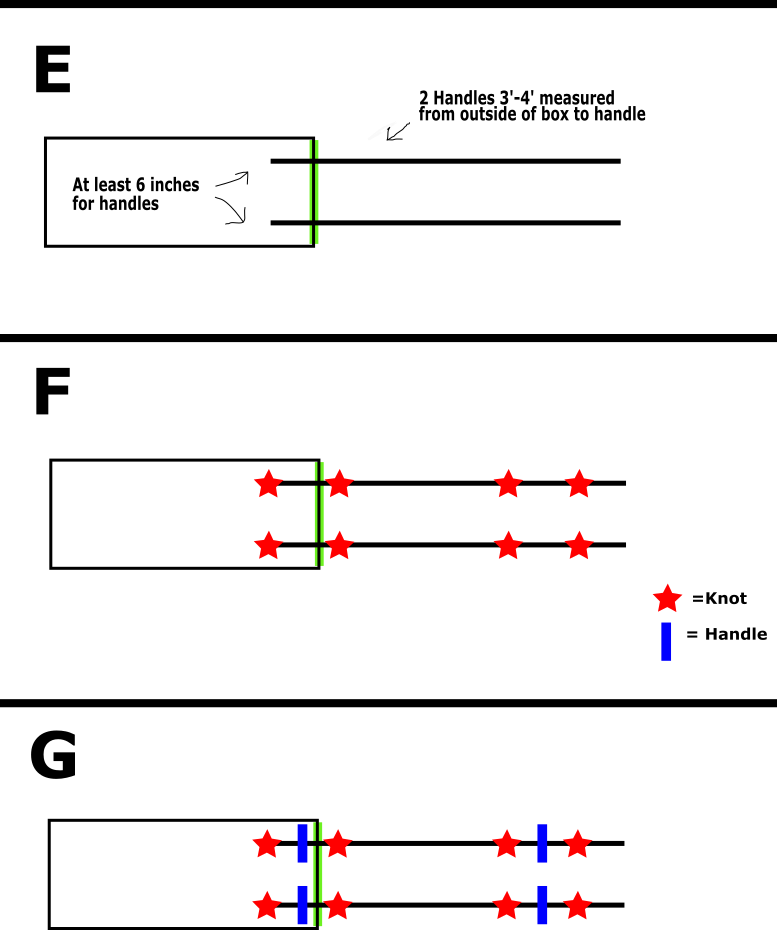 E
2 Handles 3'-4' measured
from outside of box to handle
At least 6 inches
for handles
F
=Knot
= Handle
G